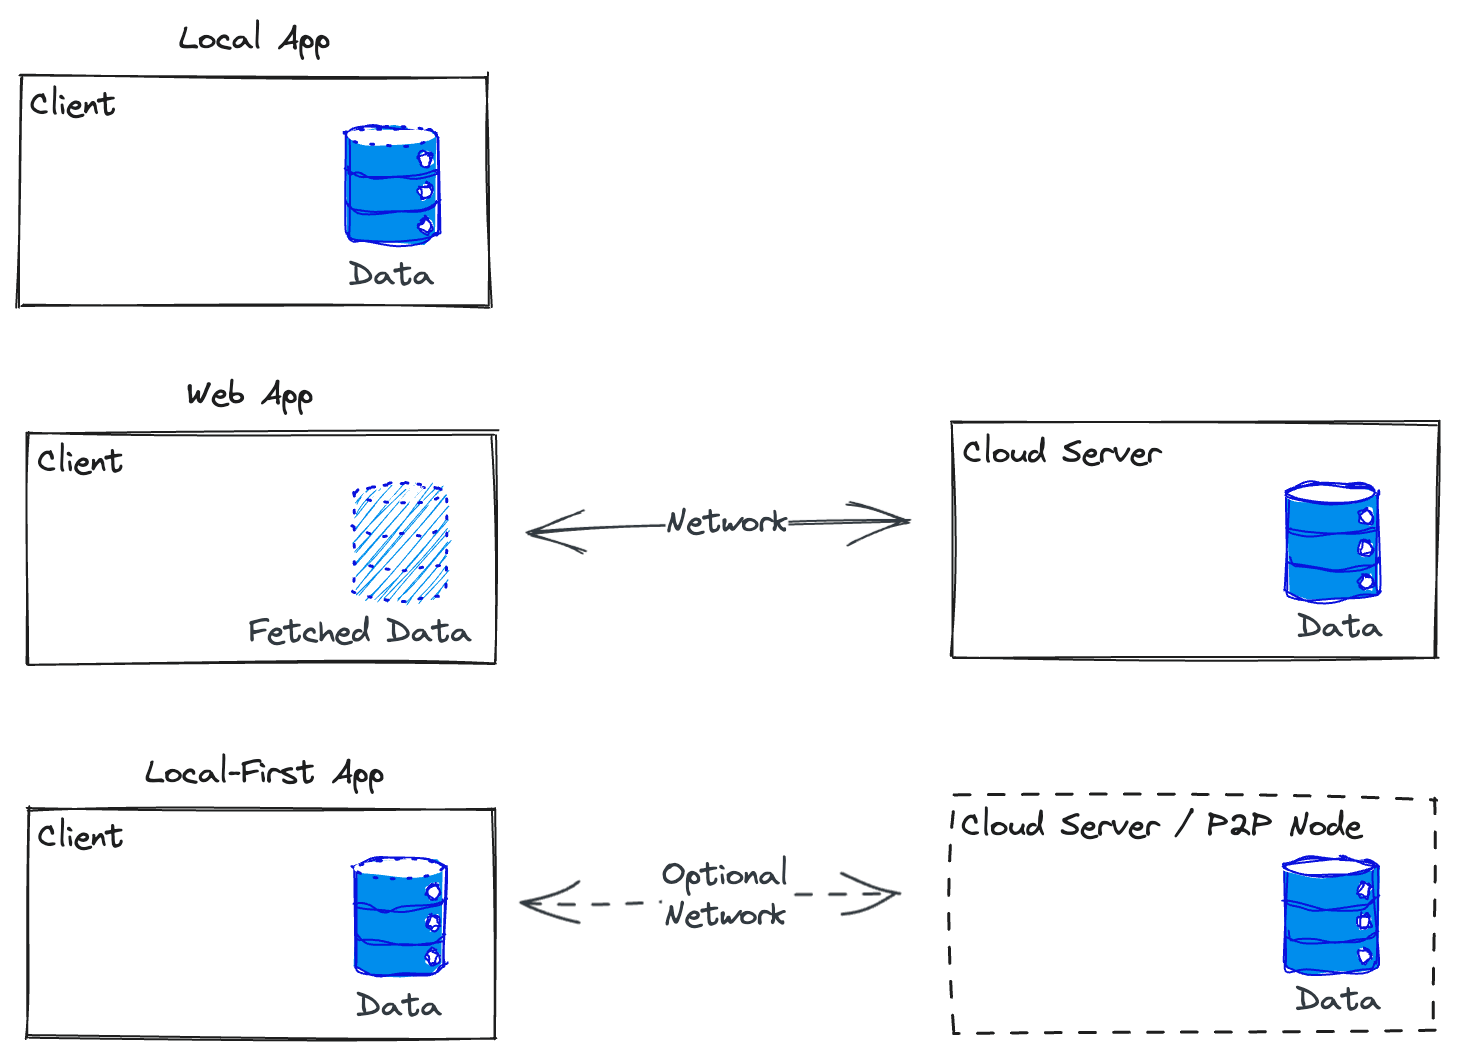 Local App
Client
Data
Web App
Client
Fetched Data
Network
Cloud Server
Data
Local-First App
Client
Data
Optional
Network
Cloud Server / P2P Node
Data